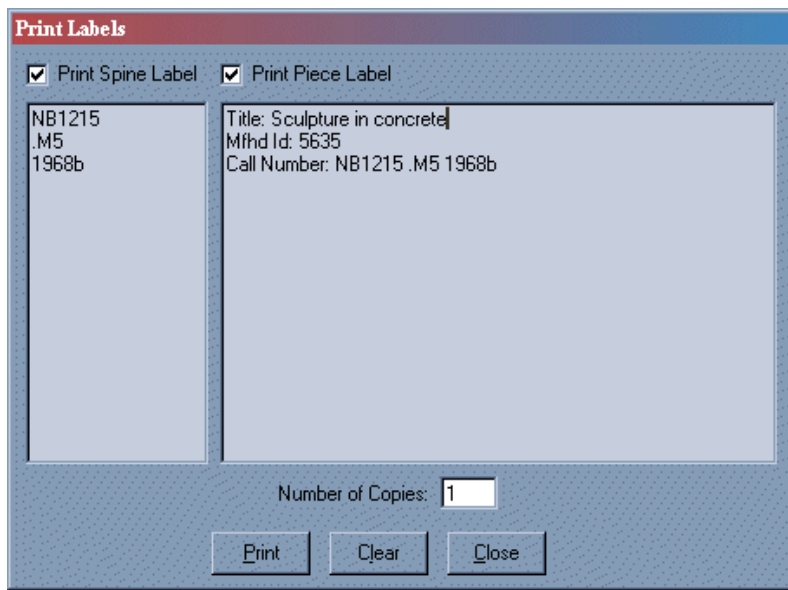 Print Labels
Print Spine Label Print Piece Label
NB1215
.M5
1968b
Title: Sculpture in concrete
Mfhd Id: 5635
Call Number: NB1215 .M5 1968b
Number of Copies: 1
Print Clear Close